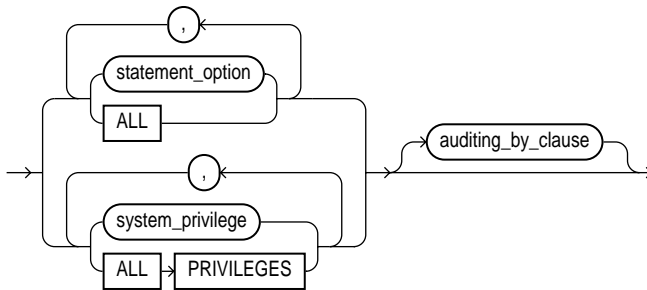 ,
statement_option
ALL
auditing_by_clause
,
system_privilege
ALL PRIVILEGES